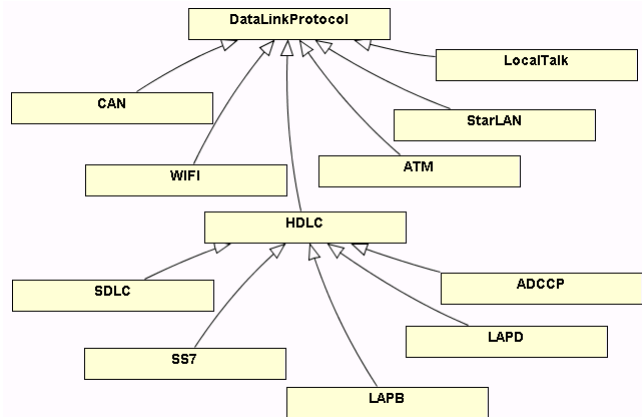 DataLinkProtocol
LocalTalk
CAN
StarLAN
WIFI
ATM
HDLC
SDLC
ADCCP
SS7
LAPD
LAPB